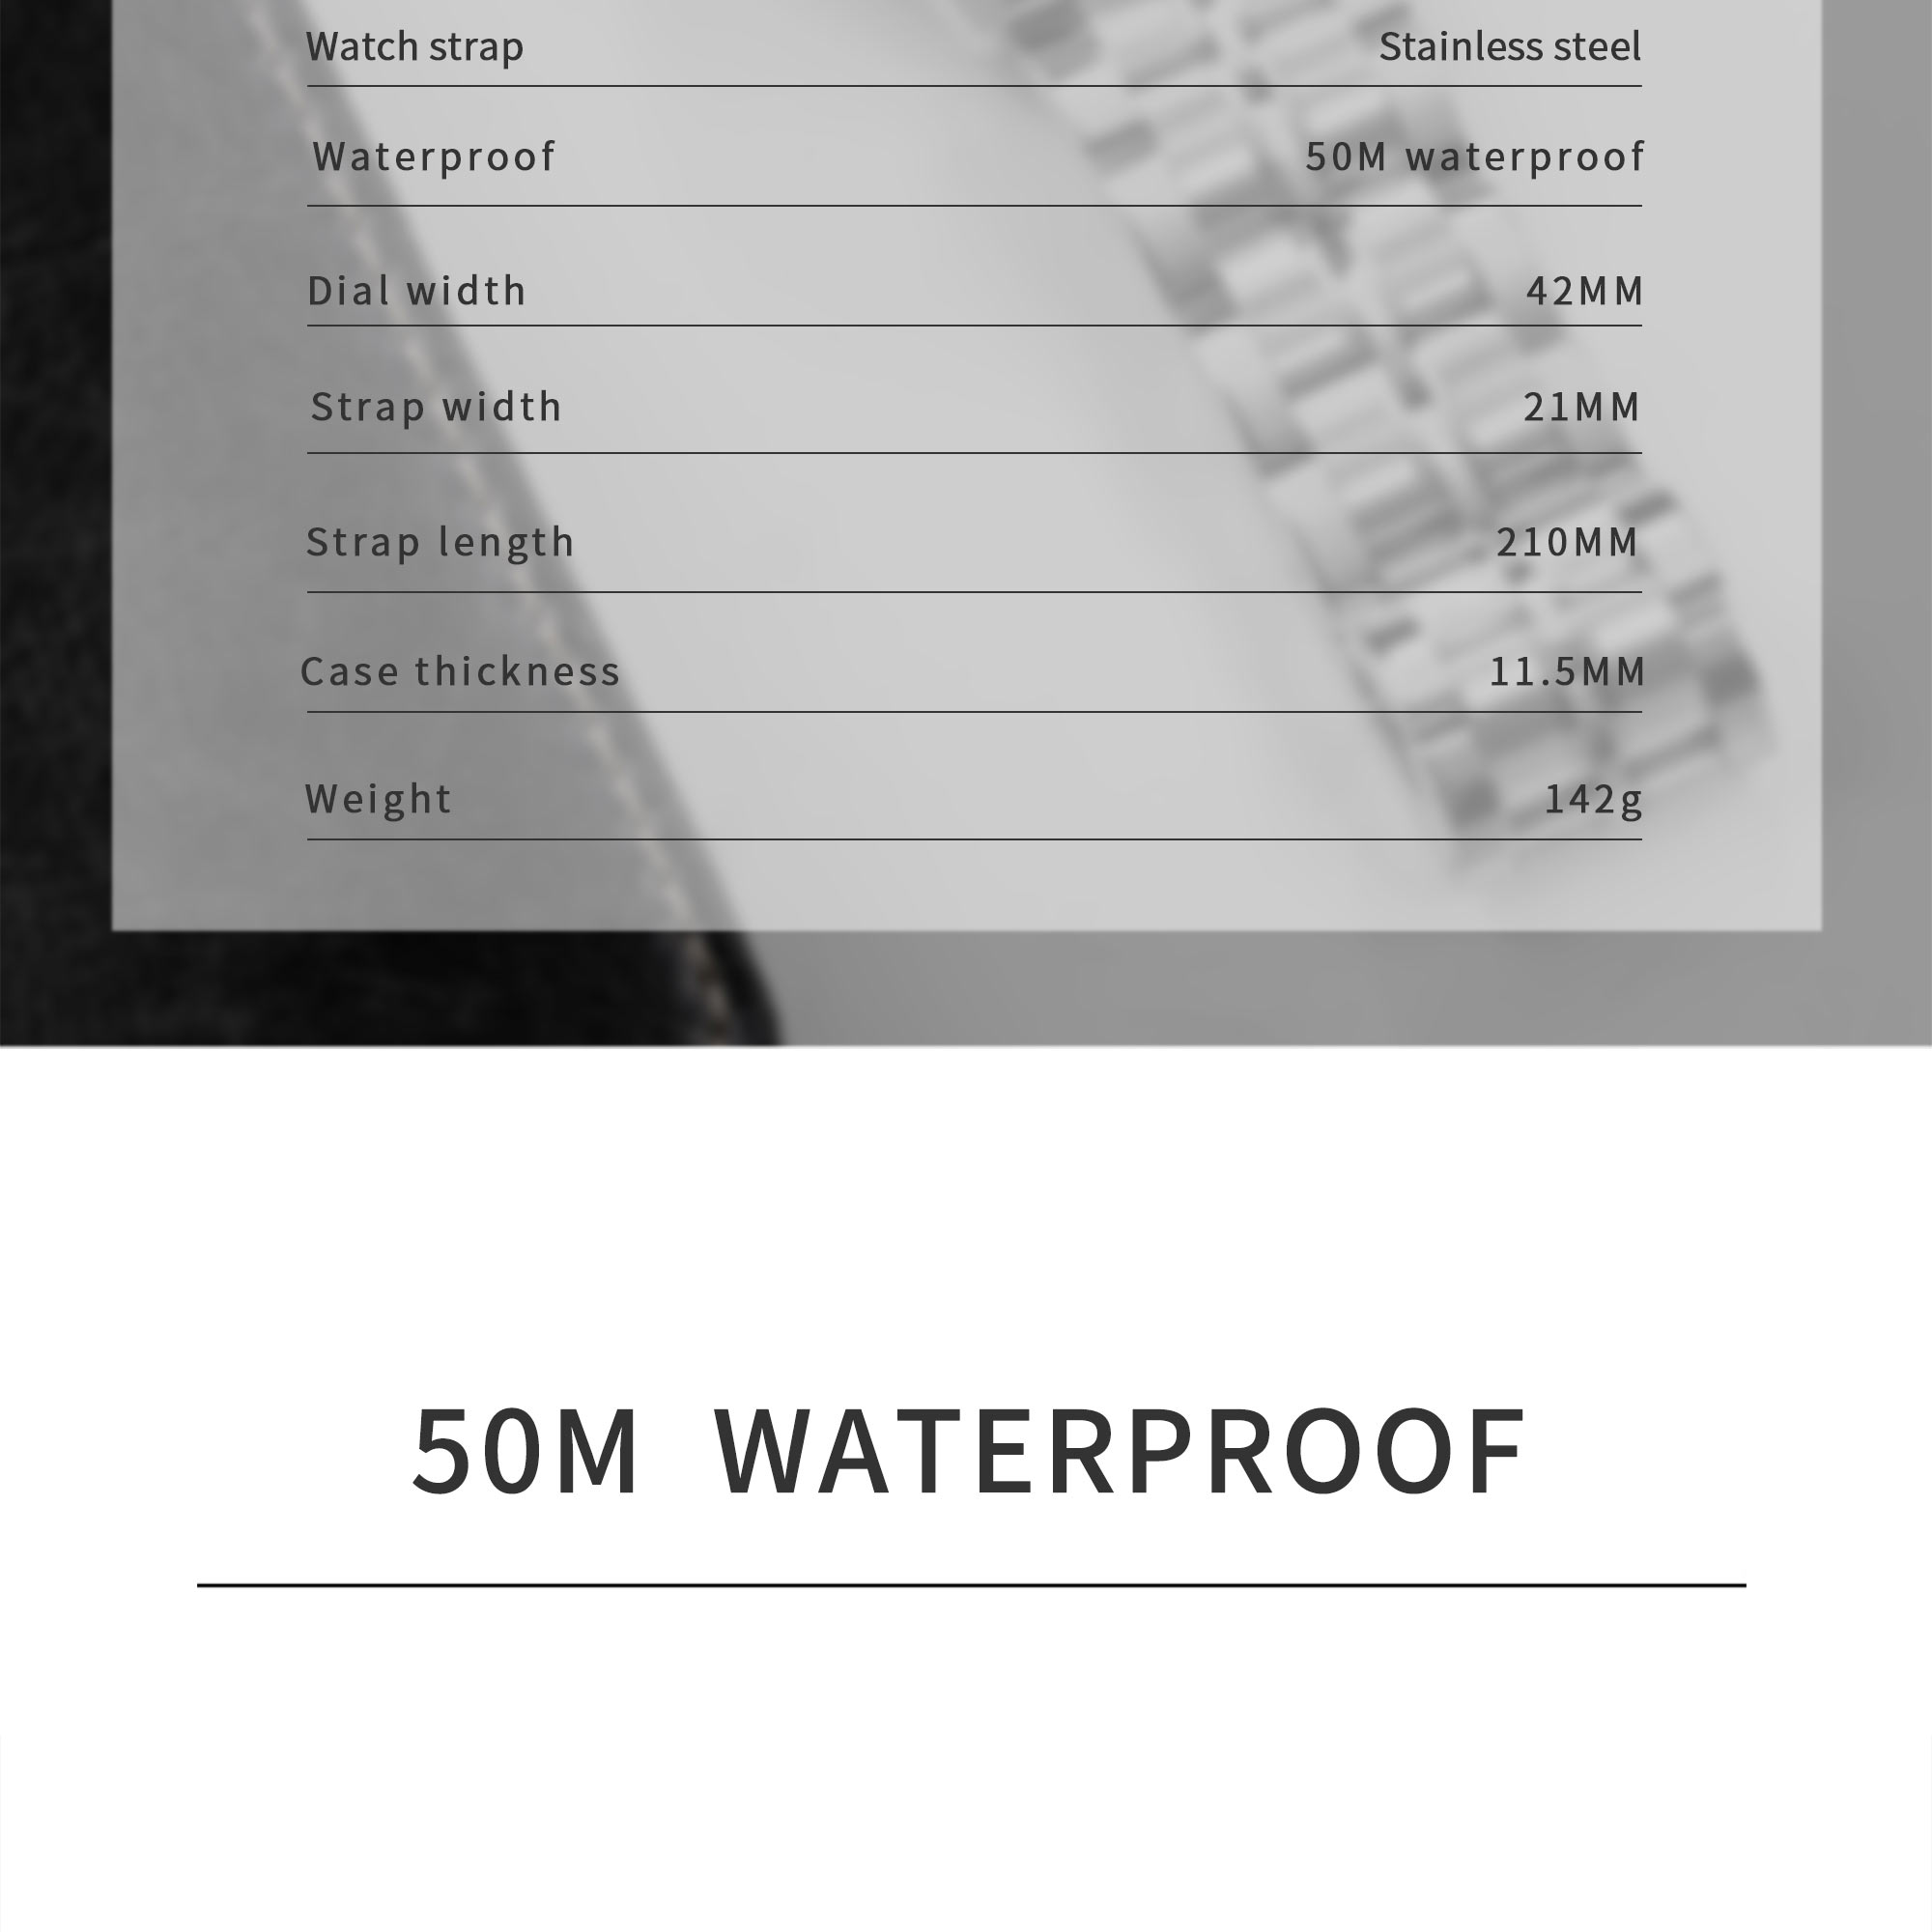 Watch strap Stainless steel
Waterproof 50M waterproof
Dial width 42MM
Strap width 21MM
Strap length 210MM
Case thickness 11.5MM
Weight 142g
50M WATERPROOF